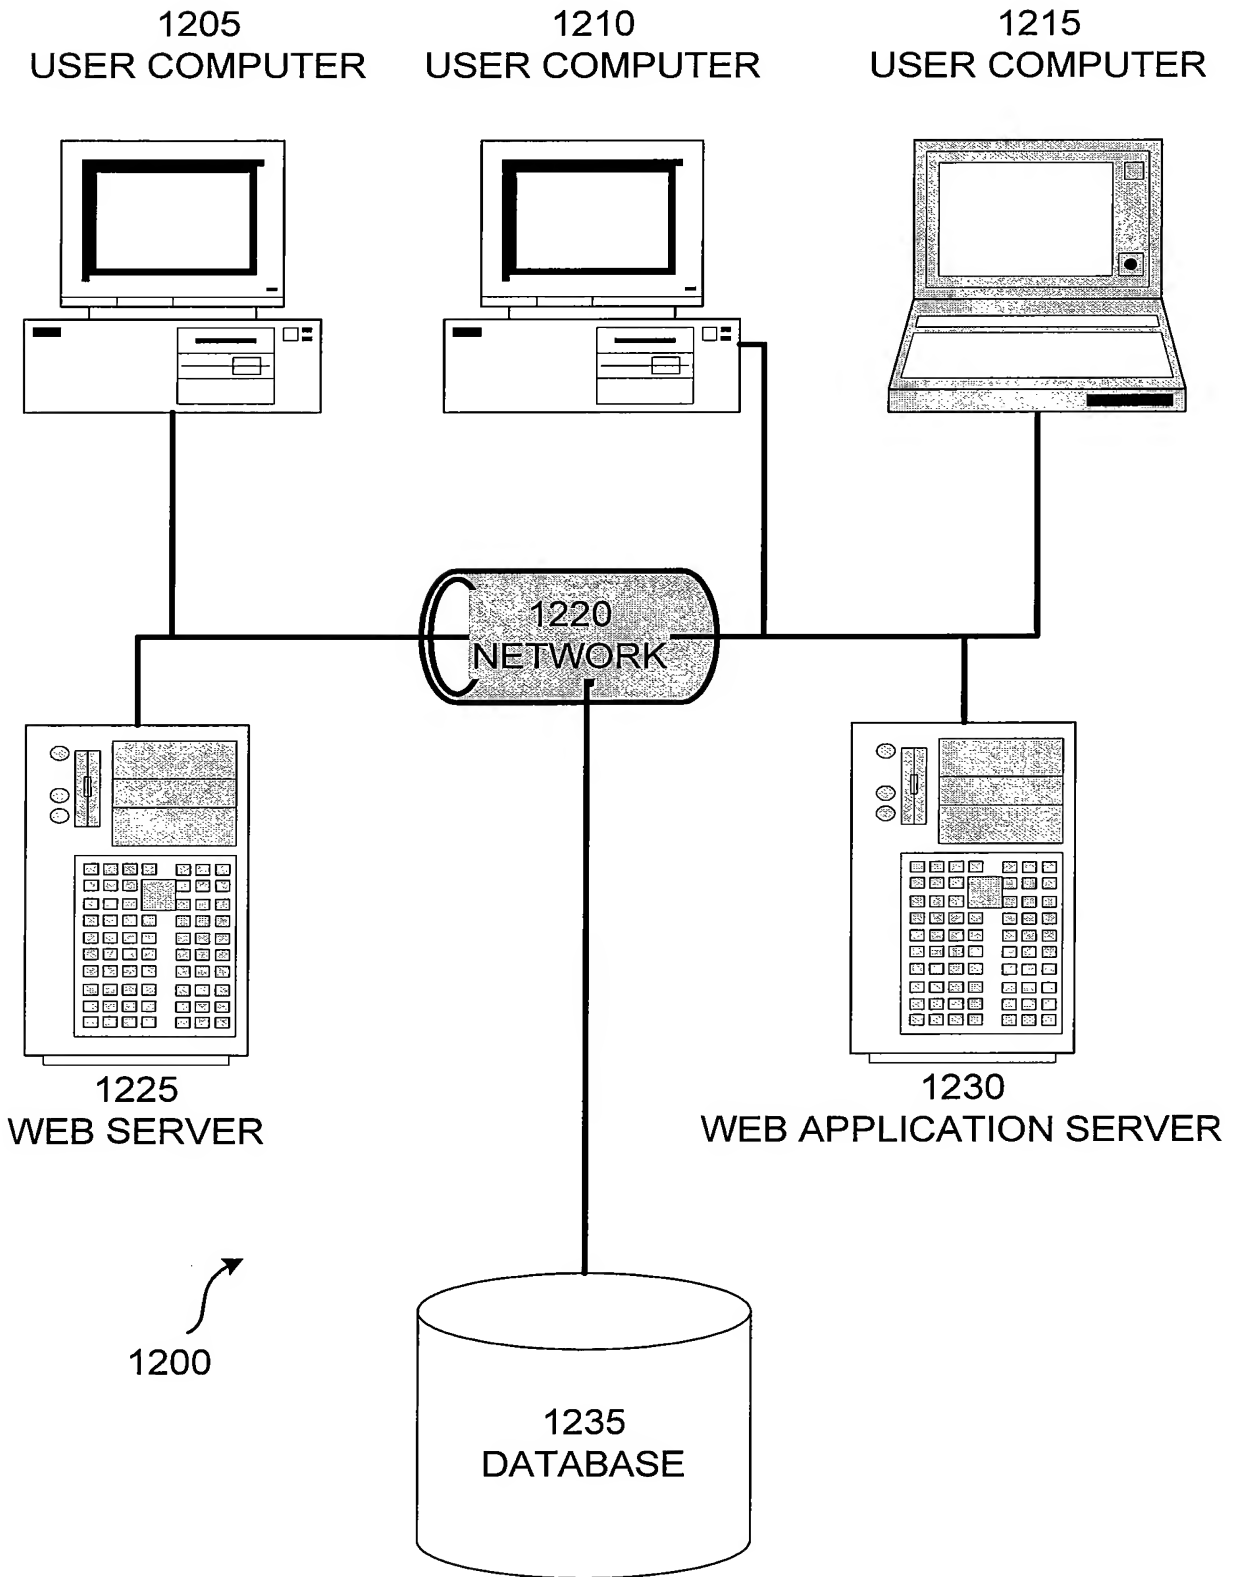 1205
USER COMPUTER
1210
USER COMPUTER
1215
USER COMPUTER
1220
NETWORK
1225
WEB SERVER
1230
WEB APPLICATION SERVER
1200
1235
DATABASE